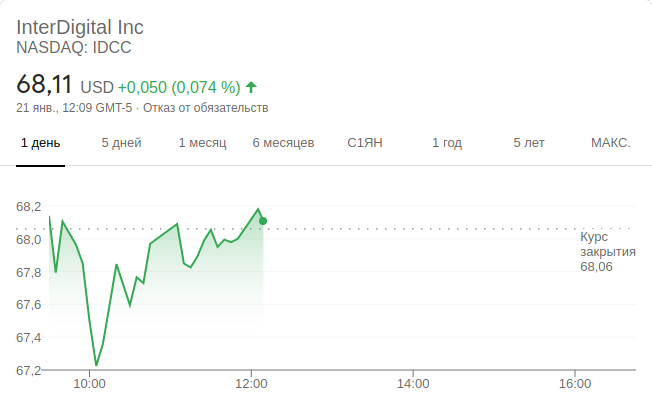 InterDigital Inc
NASDAQ: IDCC
68,11 USD +0,050 (0,074 %)
21 янв., 12:09 GMT-5 · Отказ от обязательств
1 день 5 дней 1 месяц 6 месяцев С1ЯН 1 год 5 лет МАКС.
68,2
68,0
67,8
67,6
67,4
67,2
Курс
закрытия
68,06
10:00 12:00 14:00 16:00